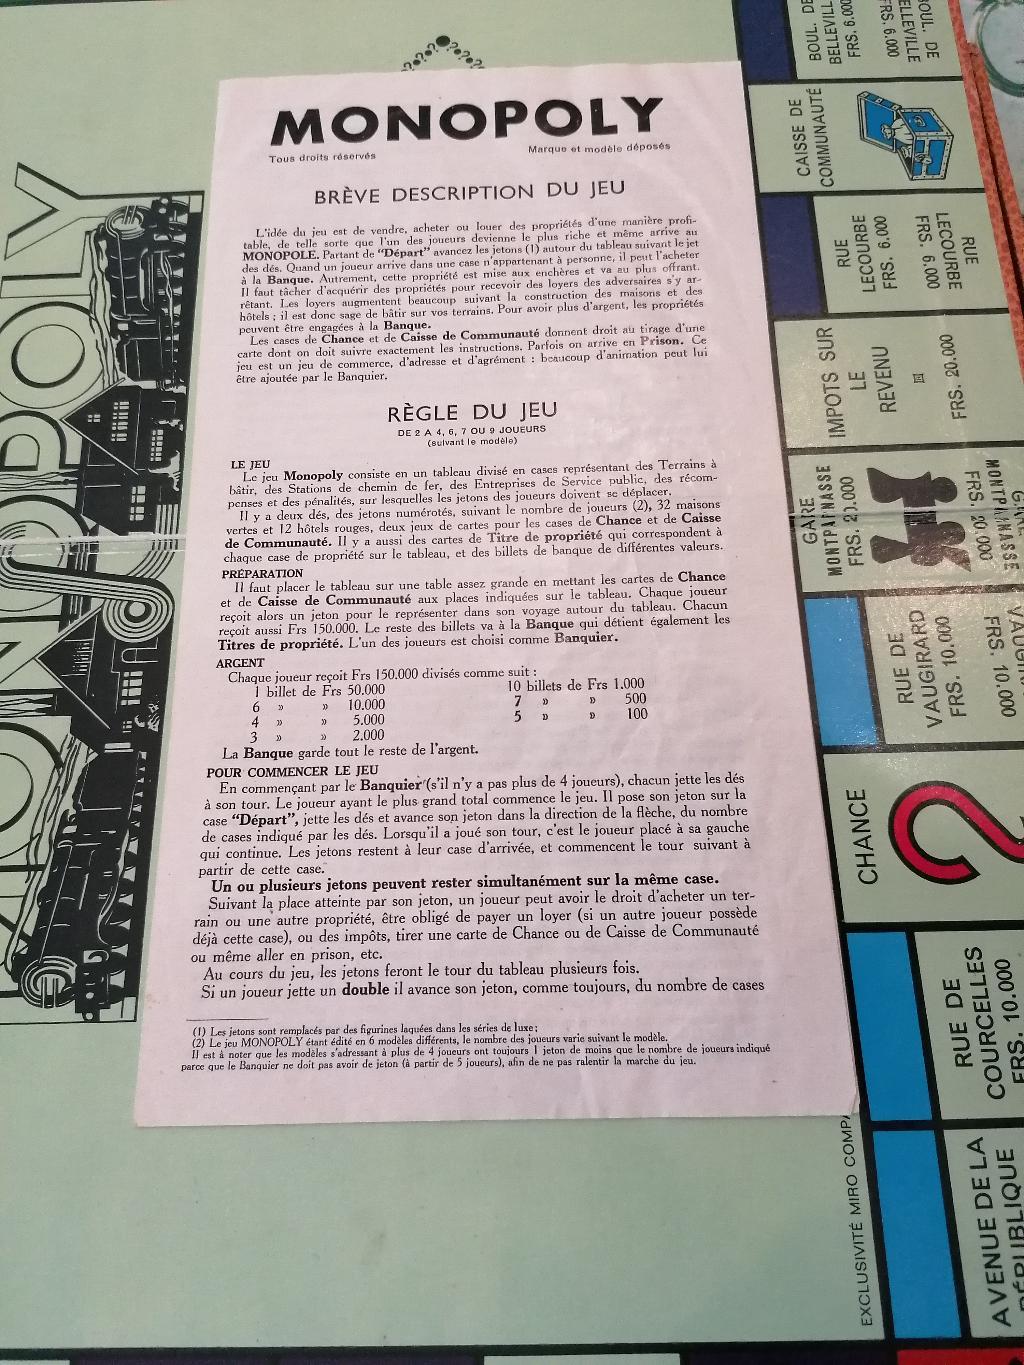 MONOPOLY
Tous droits réservés
Marque et modèle déposés
BRÈVE DESCRIPTION DU JEU
L'idée du jeu est de vendre, acheter ou louer des propriétés d'une manière profi-
table, de telle sorte que l'un des joueurs devienne le plus riche et même arrive au
MONOPOLE. Partant de "Départ" avancez les jetons (1) autour du tableau suivant le jet
des dés. Quand un joueur arrive dans une case n'appartenant à personne, il peut l'acheter
à la Banque. Autrement, cette propriété est mise aux enchères et va au plus offrant.
Il faut tâcher d'acquérir des propriétés pour recevoir des loyers des adversaires s'y ar-
rêtant. Les loyers augmentent beaucoup suivant la construction des maisons et des
hôtels ; il est donc sage de bâtir sur vos terrains. Pour avoir plus d'argent, les propriétés
peuvent être engagées à la Banque.
Les cases de Chance et de Caisse de Communauté donnent droit au tirage d'une
carte dont on doit suivre exactement les instructions. Parfois on arrive en Prison. Ce
jeu est un jeu de commerce, d'adresse et d'agrément : beaucoup d'animation peut lui
être ajoutée par le Banquier.
RÈGLE DU JEU
DE 2 A 4, 6, 7 OU 9 JOUEURS
(suivant le modèle)
LE JEU
Le jeu Monopoly consiste en un tableau divisé en cases représentant des Terrains à
bâtir, des Stations de chemin de fer, des Entreprises de Service public, des récom-
penses et des pénalités, sur lesquelles les jetons des joueurs doivent se déplacer.
Il y a deux dés, des jetons numérotés, suivant le nombre de joueurs (2), 32 maisons
vertes et 12 hôtels rouges, deux jeux de cartes pour les cases de Chance et de Caisse
de Communauté. Il y a aussi des cartes de Titre de propriété qui correspondent à
chaque case de propriété sur le tableau, et des billets de banque de différentes valeurs.
PRÉPARATION
Il faut placer le tableau sur une table assez grande en mettant les cartes de Chance
et de Caisse de Communauté aux places indiquées sur le tableau. Chaque joueur
reçoit alors un jeton pour le représenter dans son voyage autour du tableau. Chacun
reçoit aussi Frs 150.000. Le reste des billets va à la Banque qui détient également les
Titres de propriété. L'un des joueurs est choisi comme Banquier.
ARGENT
Chaque joueur reçoit Frs 150.000 divisés comme suit :
1 billet de Frs 50.000
6 » » 10.000
4 » » 5.000
3 » » 2.000
10 billets de Frs 1.000
7 » » 500
5 » » 100
La Banque garde tout le reste de l'argent.
POUR COMMENCER LE JEU
En commençant par le Banquier (s'il n'y a pas plus de 4 joueurs), chacun jette les dés
à son tour. Le joueur ayant le plus grand total commence le jeu. Il pose son jeton sur la
case "Départ", jette les dés et avance son jeton dans la direction de la flèche, du nombre
de cases indiqué par les dés. Lorsqu'il a joué son tour, c'est le joueur placé à sa gauche
qui continue. Les jetons restent à leur case d'arrivée, et commencent le tour suivant à
partir de cette case.
Un ou plusieurs jetons peuvent rester simultanément sur la même case.
Suivant la place atteinte par son jeton, un joueur peut avoir le droit d'acheter un ter-
rain ou une autre propriété, être obligé de payer un loyer (si un autre joueur possède
déjà cette case), ou des impôts, tirer une carte de Chance ou de Caisse de Communauté
ou même aller en prison, etc.
Au cours du jeu, les jetons feront le tour du tableau plusieurs fois.
Si un joueur jette un double il avance son jeton, comme toujours, du nombre de cases
(1) Les jetons sont remplacés par des figurines laquées dans les séries de luxe;
(2) Le jeu MONOPOLY étant édité en 6 modèles différents, le nombre des joueurs varie suivant le modèle.
Il est à noter que les modèles s'adressant à plus de 4 joueurs ont toujours 1 jeton de moins que le nombre de joueurs indiqué
parce que le Banquier ne doit pas avoir de jeton (à partir de 5 joueurs), afin de ne pas ralentir la marche du jeu.
MONOPOLY
BOUL. DE
BELLEVILLE
FRS. 6.000
BOUL. DE
BELLEVILLE
FRS. 6.000
CAISSE DE
COMMUNAUTÉ
RUE
LECOURBE
FRS. 6.000
RUE
LECOURBE
FRS. 6.000
IMPOTS SUR
LE
REVENU
FRS. 20.000
GARE
MONTPARNASSE
FRS. 20.000
GARE
MONTPARNASSE
FRS. 20.000
RUE DE
VAUGIRARD
FRS. 10.000
VAUGIR
FRS. 10.000
CHANCE
?
RUE DE
COURCELLES
FRS. 10.000
AVENUE DE LA
RÉPUBLIQUE
EXCLUSIVITÉ MIRO COMPA